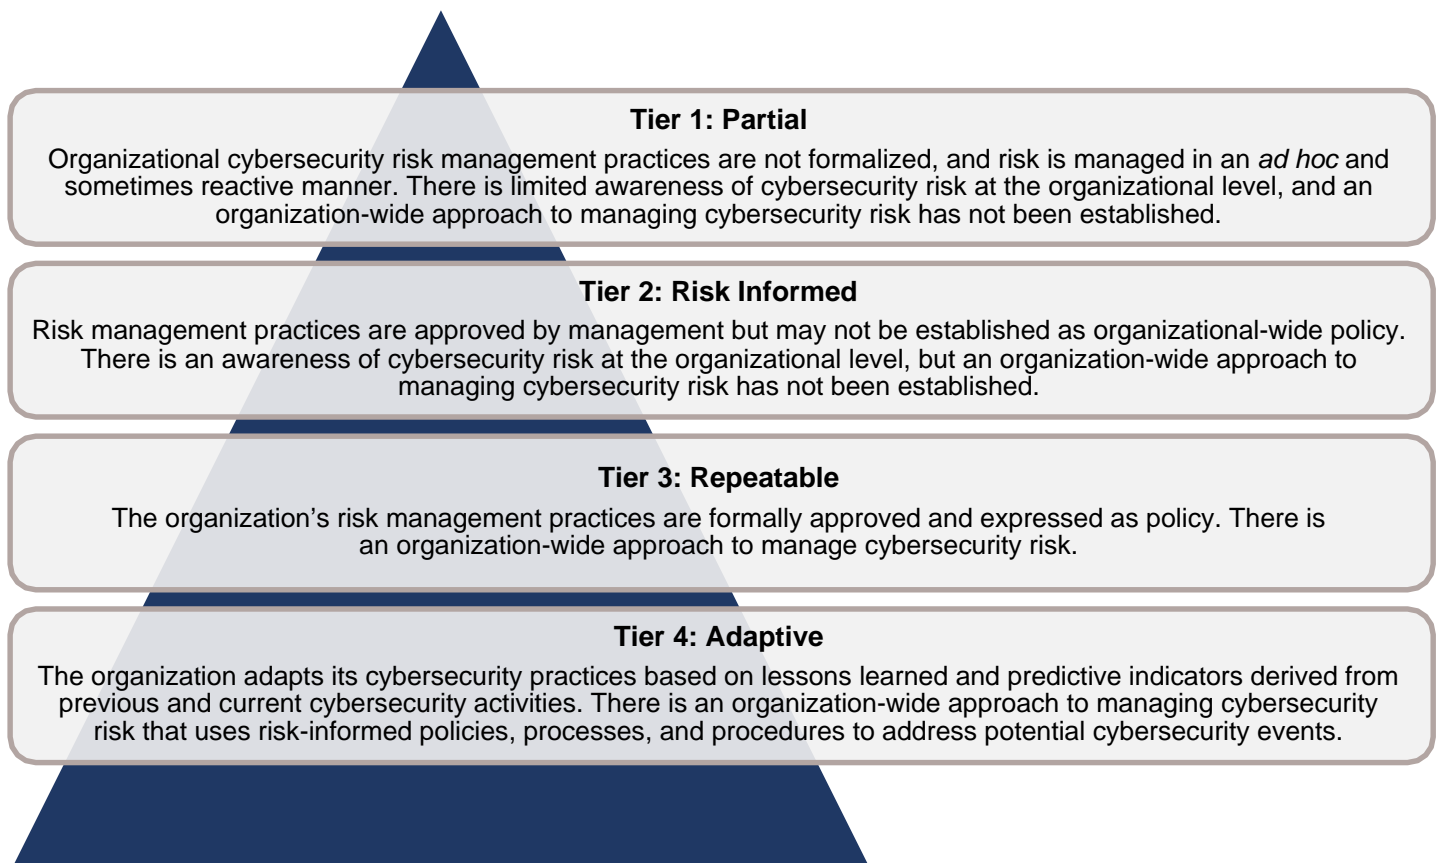 Tier 1: Partial
Organizational cybersecurity risk management practices are not formalized, and risk is managed in an ad hoc and
sometimes reactive manner. There is limited awareness of cybersecurity risk at the organizational level, and an
organization-wide approach to managing cybersecurity risk has not been established.
Tier 2: Risk Informed
Risk management practices are approved by management but may not be established as organizational-wide policy.
There is an awareness of cybersecurity risk at the organizational level, but an organization-wide approach to
managing cybersecurity risk has not been established.
Tier 3: Repeatable
The organization’s risk management practices are formally approved and expressed as policy. There is
an organization-wide approach to manage cybersecurity risk.
Tier 4: Adaptive
The organization adapts its cybersecurity practices based on lessons learned and predictive indicators derived from
previous and current cybersecurity activities. There is an organization-wide approach to managing cybersecurity
risk that uses risk-informed policies, processes, and procedures to address potential cybersecurity events.